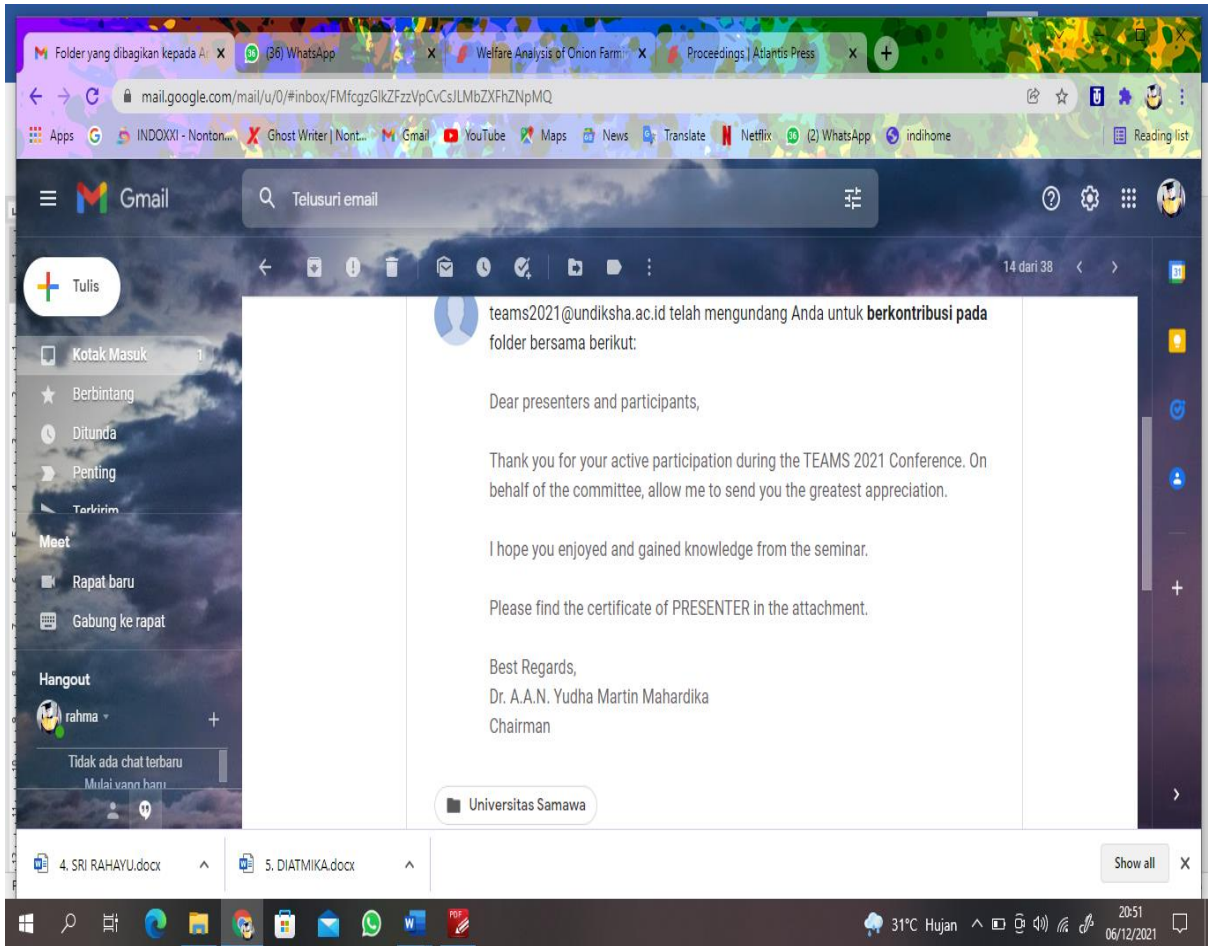 Folder yang dibagikan kepada A
(36) WhatsApp
Welfare Analysis of Onion Farmi
Proceedings | Atlantis Press
mail.google.com/mail/u/0/#inbox/FMfcgzGlkZFzzVpCvCsJLMbZXFhZNpMQ
Apps
INDOXXI - Nonton...
Ghost Writer | Nont...
Gmail
YouTube
Maps
News
Translate
Netflix
(2) WhatsApp
indihome
Reading list
Gmail
Telusuri email
Tulis
14 dari 38
Kotak Masuk 1
Berbintang
Ditunda
Penting
Terkirim
Meet
Rapat baru
Gabung ke rapat
Hangout
rahma
Tidak ada chat terbaru
Mulai yang baru
teams2021@undiksha.ac.id telah mengundang Anda untuk berkontribusi pada
folder bersama berikut:
Dear presenters and participants,
Thank you for your active participation during the TEAMS 2021 Conference. On
behalf of the committee, allow me to send you the greatest appreciation.
I hope you enjoyed and gained knowledge from the seminar.
Please find the certificate of PRESENTER in the attachment.
Best Regards,
Dr. A.A.N. Yudha Martin Mahardika
Chairman
Universitas Samawa
4. SRI RAHAYU.docx
5. DIATMIKA.docx
Show all
31°C Hujan
20:51
06/12/2021